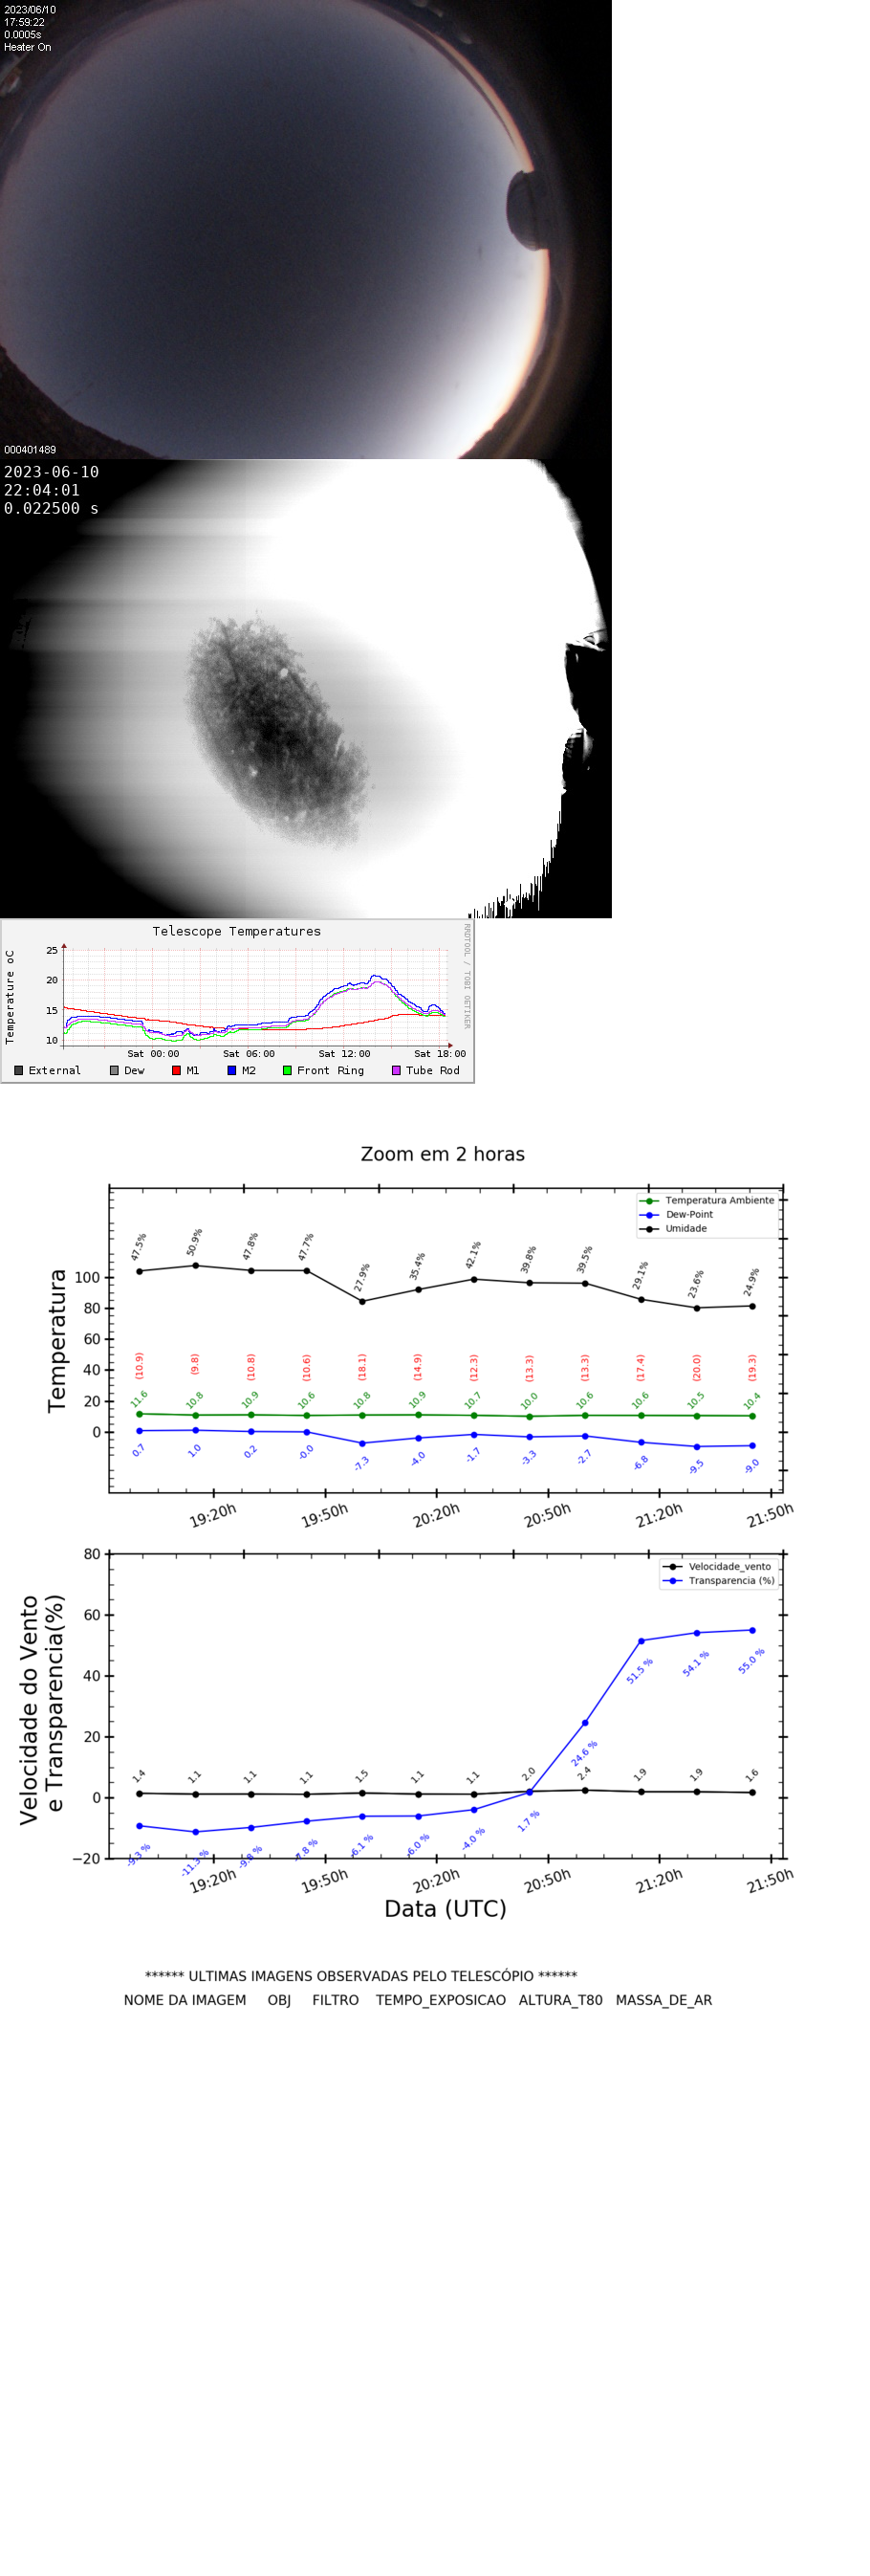 2023/06/10
17:59:22
0.0005s
Heater On
000401489
2023-06-10
22:04:01
0.022500 s
Telescope Temperatures
RRDTOOL / TOBI OETIKER
Temperature oC
25
20
15
10
Sat 00:00 Sat 06:00 Sat 12:00 Sat 18:00
External Dew M1 M2 Front Ring Tube Rod
Zoom em 2 horas
Temperatura Ambiente
Dew-Point
Umidade
47.5% 50.9% 47.8% 47.7% 27.9% 35.4% 42.1% 39.8% 39.5% 29.1% 23.6% 24.9%
Temperatura
100
80
60
40
20
0
(10.9) (9.8) (10.8) (10.6) (18.1) (14.9) (12.3) (13.3) (13.3) (17.4) (20.0) (19.3)
11.6 10.8 10.9 10.6 10.8 10.9 10.7 10.0 10.6 10.6 10.5 10.4
0.7 1.0 0.2 -0.0 -7.3 -4.0 -1.7 -3.3 -2.7 -6.8 -9.5 -9.0
19:20h 19:50h 20:20h 20:50h 21:20h 21:50h
Velocidade_vento
Transparencia (%)
Velocidade do Vento
e Transparencia(%)
80
60
40
20
0
−20
1.4 1.1 1.1 1.1 1.5 1.1 1.1 2.0 2.4 1.9 1.9 1.6
-9.3 % -11.3 % -9.8 % -7.8 % -6.1 % -6.0 % -4.0 % 1.7 % 24.6 % 51.5 % 54.1 % 55.0 %
19:20h 19:50h 20:20h 20:50h 21:20h 21:50h
Data (UTC)
****** ULTIMAS IMAGENS OBSERVADAS PELO TELESCÓPIO ******
NOME DA IMAGEM OBJ FILTRO TEMPO_EXPOSICAO ALTURA_T80 MASSA_DE_AR